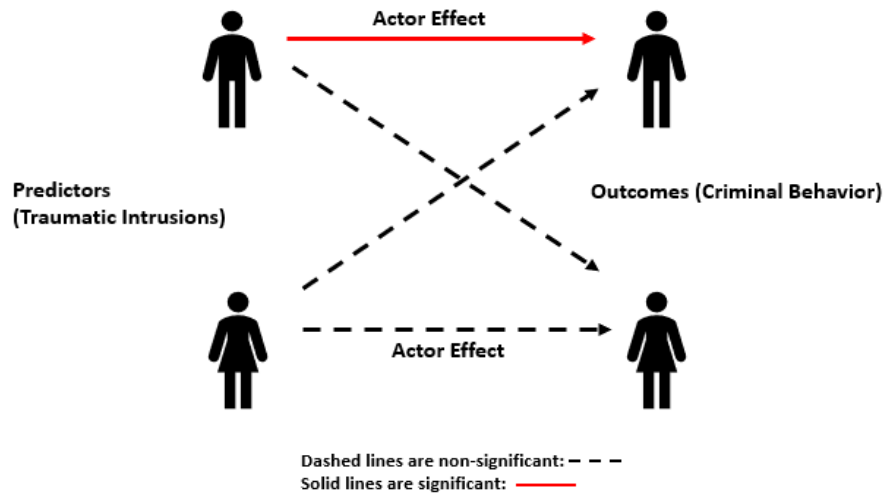 Actor Effect
Predictors
(Traumatic Intrusions)
Outcomes (Criminal Behavior)
Actor Effect
Dashed lines are non-significant:
Solid lines are significant: